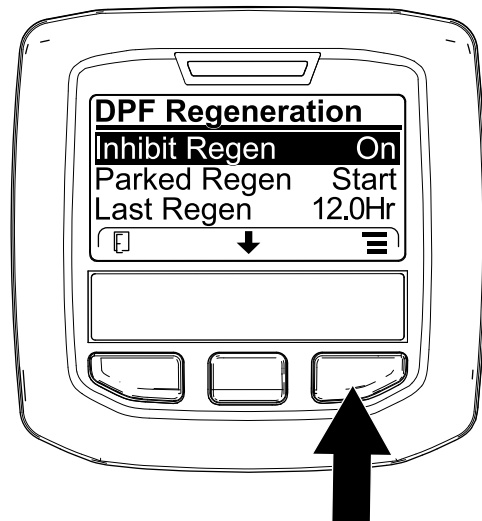 DPF Regeneration
Inhibit Regen On
Parked Regen Start
Last Regen 12.0Hr